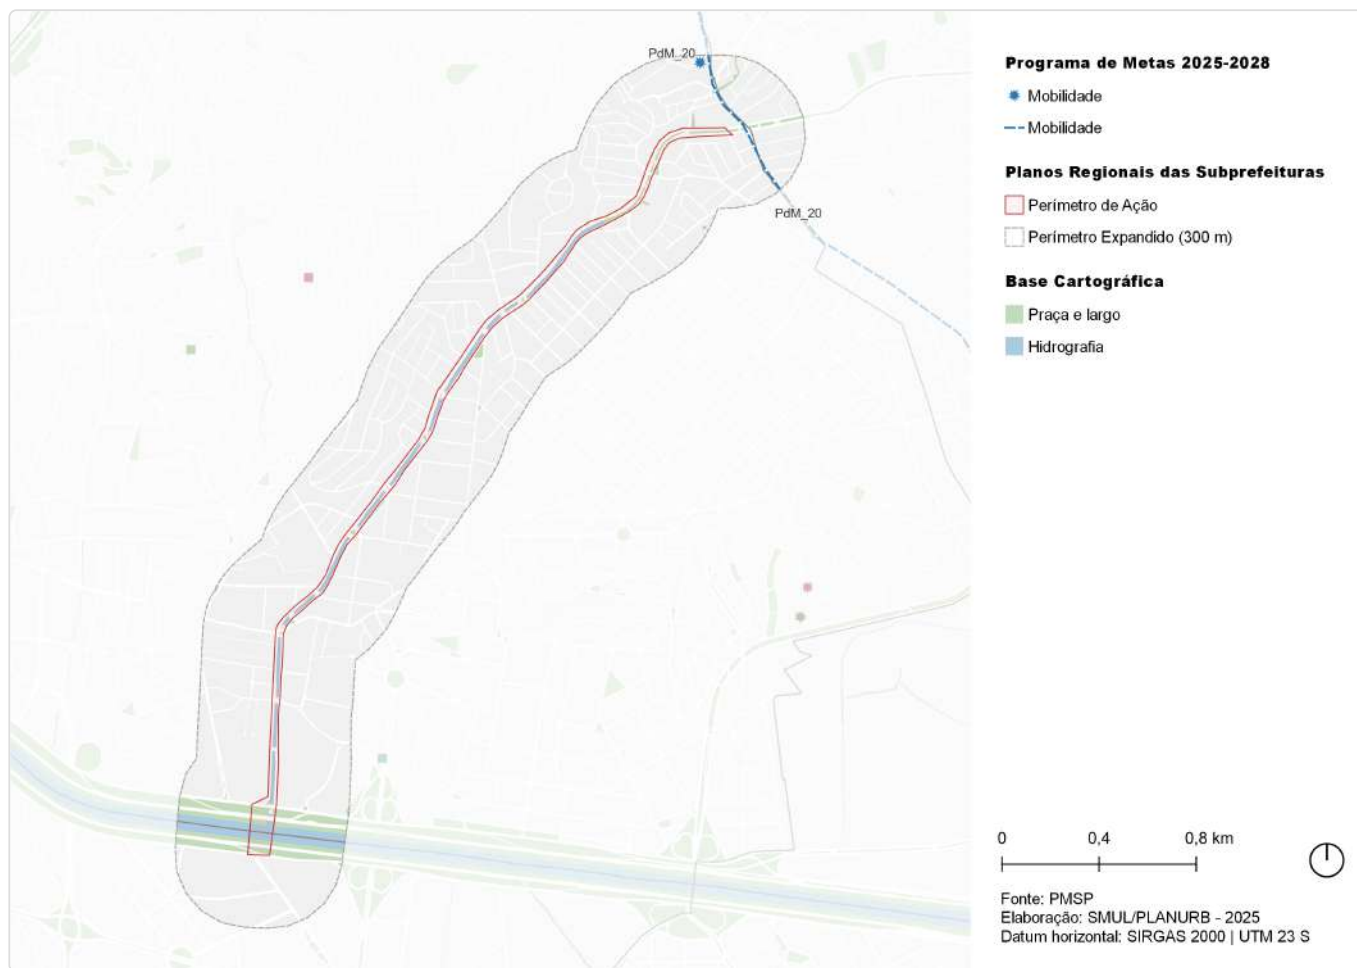 PdM_20
PdM_20
Programa de Metas 2025-2028
Mobilidade
Mobilidade
Planos Regionais das Subprefeituras
Perímetro de Ação
Perímetro Expandido (300 m)
Base Cartográfica
Praça e largo
Hidrografia
0 0,4 0,8 km
Fonte: PMSP
Elaboração: SMUL/PLANURB - 2025
Datum horizontal: SIRGAS 2000 | UTM 23 S